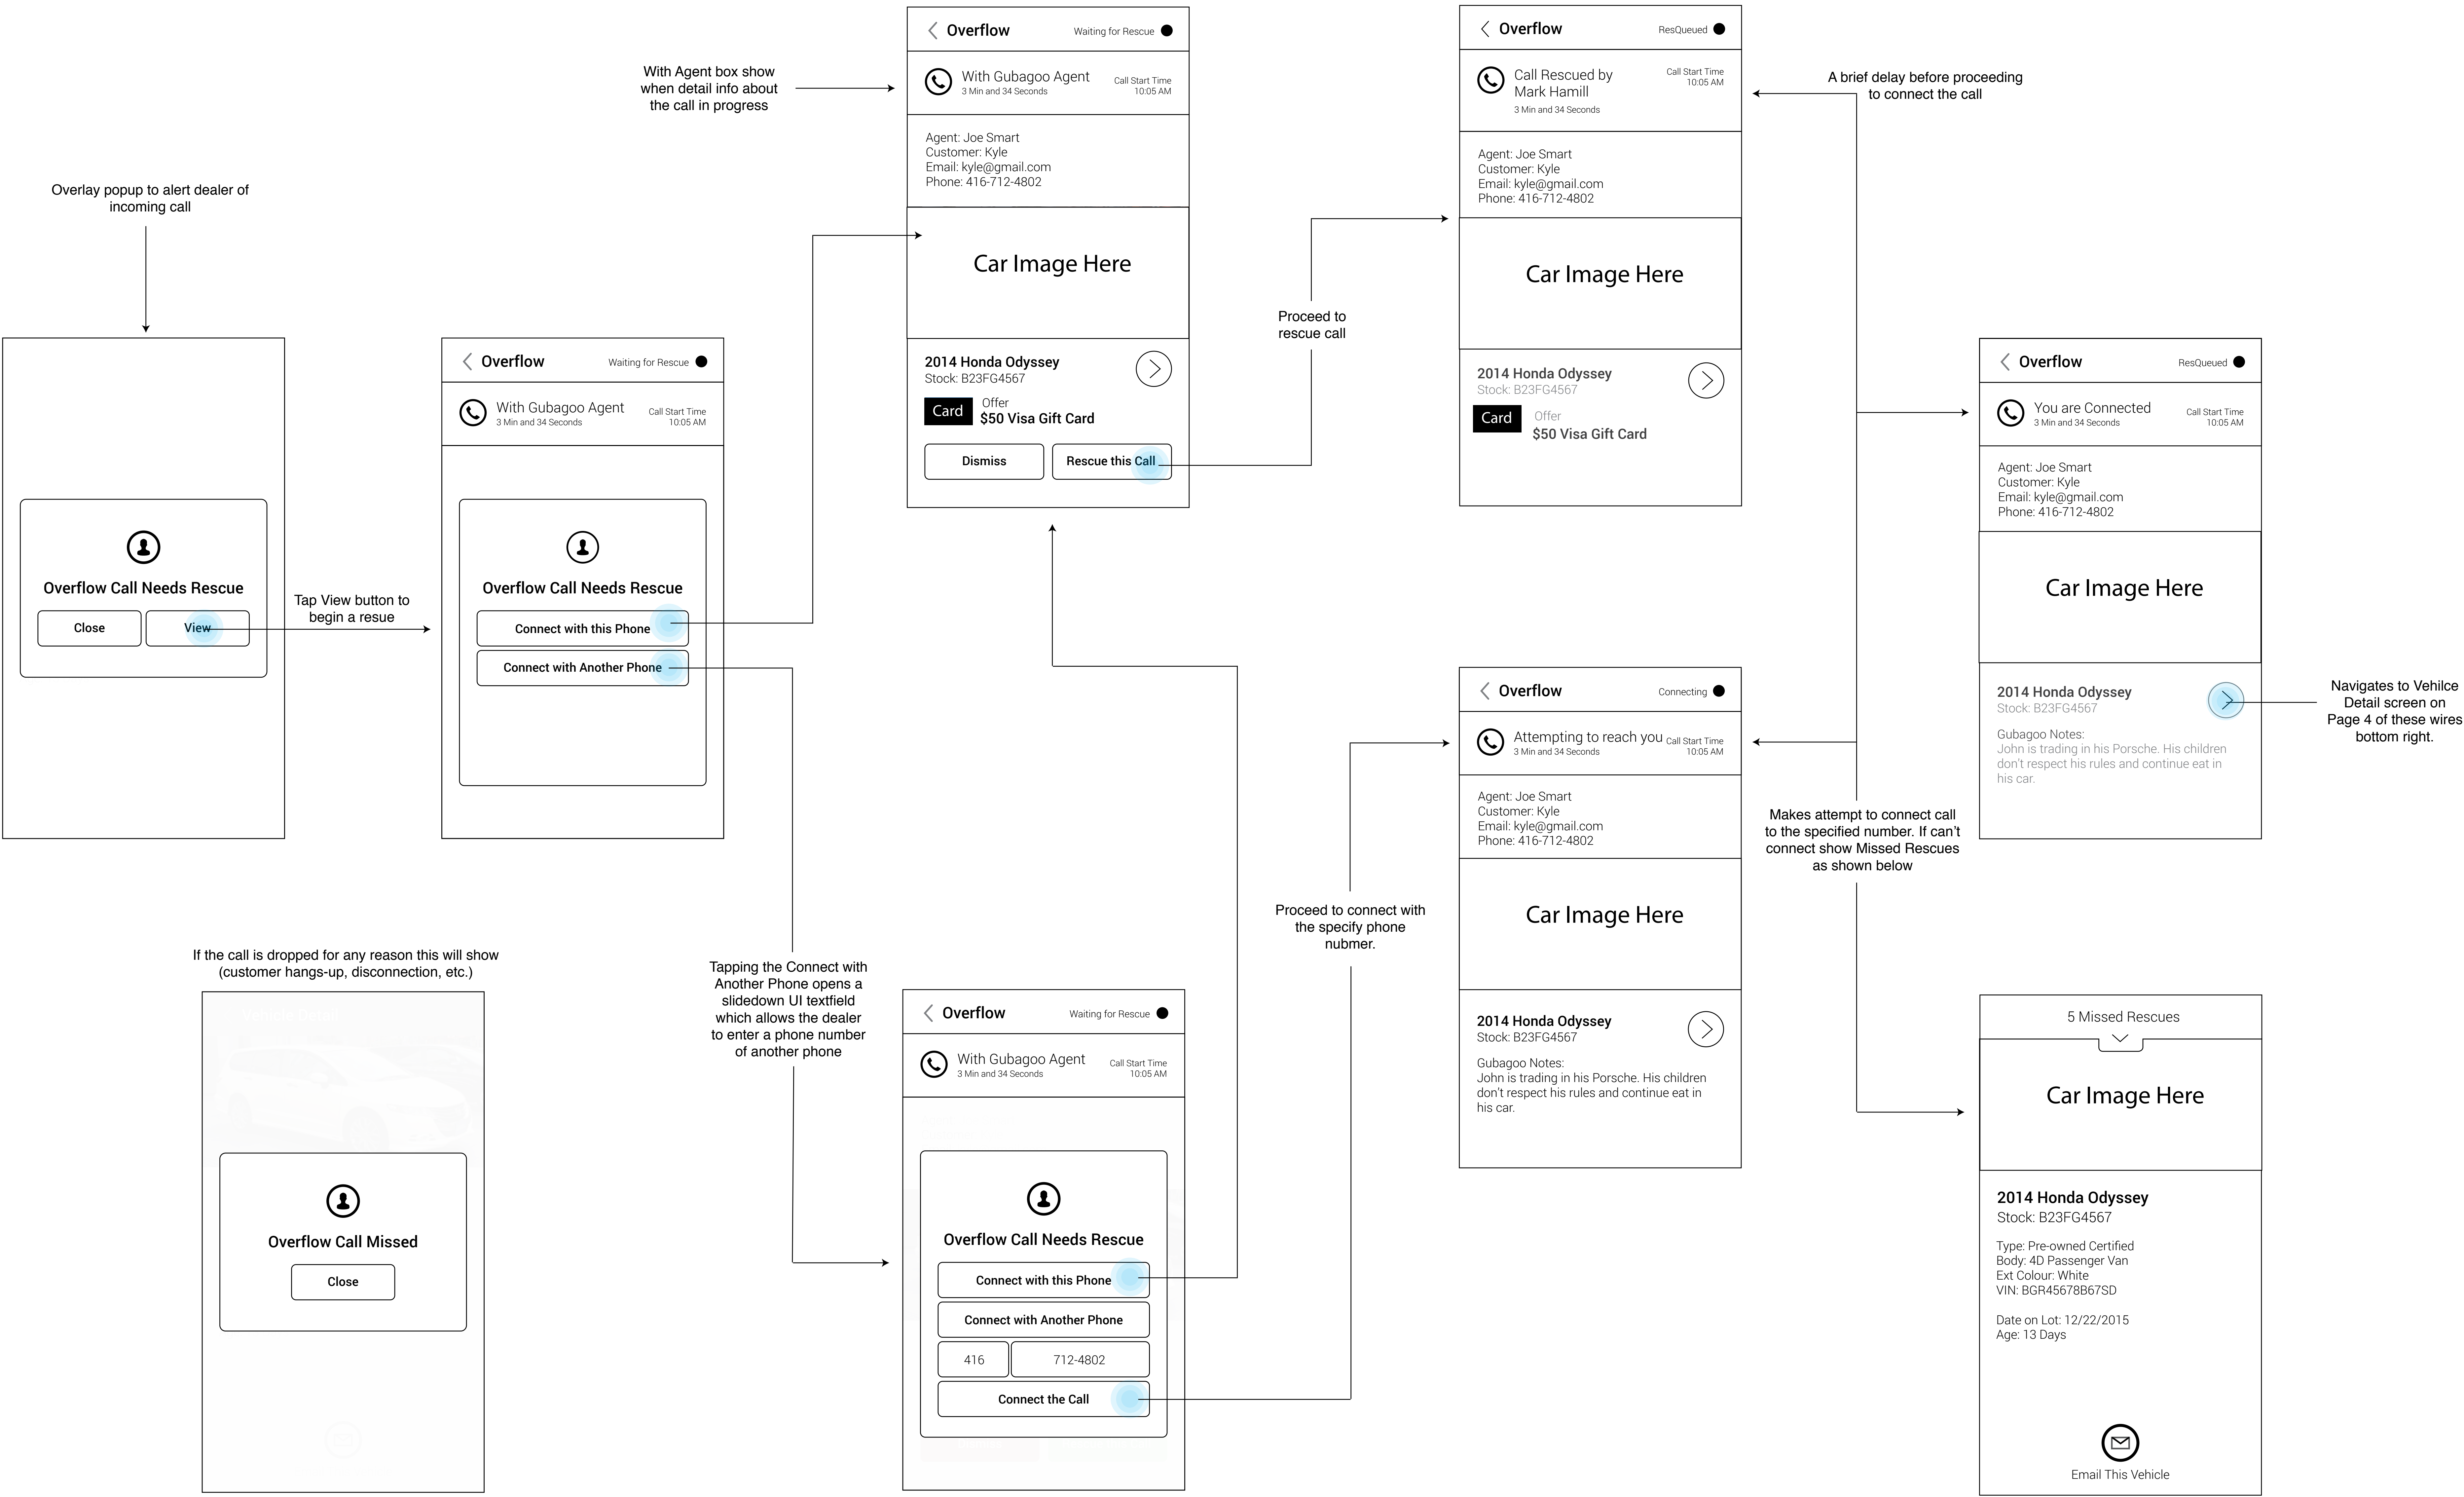 Overlay popup to alert dealer of
incoming call
Overflow Call Needs Rescue
Close
View
Tap View button to
begin a resue
Overflow
Waiting for Rescue
With Gubagoo Agent
3 Min and 34 Seconds
Call Start Time
10:05 AM
Overflow Call Needs Rescue
Connect with this Phone
Connect with Another Phone
With Agent box show
when detail info about
the call in progress
Overflow
Waiting for Rescue
With Gubagoo Agent
3 Min and 34 Seconds
Call Start Time
10:05 AM
Agent: Joe Smart
Customer: Kyle
Email: kyle@gmail.com
Phone: 416-712-4802
Car Image Here
2014 Honda Odyssey
Stock: B23FG4567
Card
Offer
$50 Visa Gift Card
Dismiss
Rescue this Call
Proceed to
rescue call
Overflow
ResQueued
Call Rescued by
Mark Hamill
3 Min and 34 Seconds
Call Start Time
10:05 AM
Agent: Joe Smart
Customer: Kyle
Email: kyle@gmail.com
Phone: 416-712-4802
Car Image Here
2014 Honda Odyssey
Stock: B23FG4567
Card
Offer
$50 Visa Gift Card
A brief delay before proceeding
to connect the call
Overflow
ResQueued
You are Connected
3 Min and 34 Seconds
Call Start Time
10:05 AM
Agent: Joe Smart
Customer: Kyle
Email: kyle@gmail.com
Phone: 416-712-4802
Car Image Here
2014 Honda Odyssey
Stock: B23FG4567
Gubagoo Notes:
John is trading in his Porsche. His children
don't respect his rules and continue eat in
his car.
Navigates to Vehilce
Detail screen on
Page 4 of these wires
bottom right.
If the call is dropped for any reason this will show
(customer hangs-up, disconnection, etc.)
Overflow Call Missed
Close
Tapping the Connect with
Another Phone opens a
slidedown UI textfield
which allows the dealer
to enter a phone number
of another phone
Overflow
Waiting for Rescue
With Gubagoo Agent
3 Min and 34 Seconds
Call Start Time
10:05 AM
Overflow Call Needs Rescue
Connect with this Phone
Connect with Another Phone
416
712-4802
Connect the Call
Proceed to connect with
the specify phone
nubmer.
Overflow
Connecting
Attempting to reach you
3 Min and 34 Seconds
Call Start Time
10:05 AM
Agent: Joe Smart
Customer: Kyle
Email: kyle@gmail.com
Phone: 416-712-4802
Car Image Here
2014 Honda Odyssey
Stock: B23FG4567
Gubagoo Notes:
John is trading in his Porsche. His children
don't respect his rules and continue eat in
his car.
Makes attempt to connect call
to the specified number. If can't
connect show Missed Rescues
as shown below
5 Missed Rescues
Car Image Here
2014 Honda Odyssey
Stock: B23FG4567
Type: Pre-owned Certified
Body: 4D Passenger Van
Ext Colour: White
VIN: BGR45678B67SD
Date on Lot: 12/22/2015
Age: 13 Days
Email This Vehicle